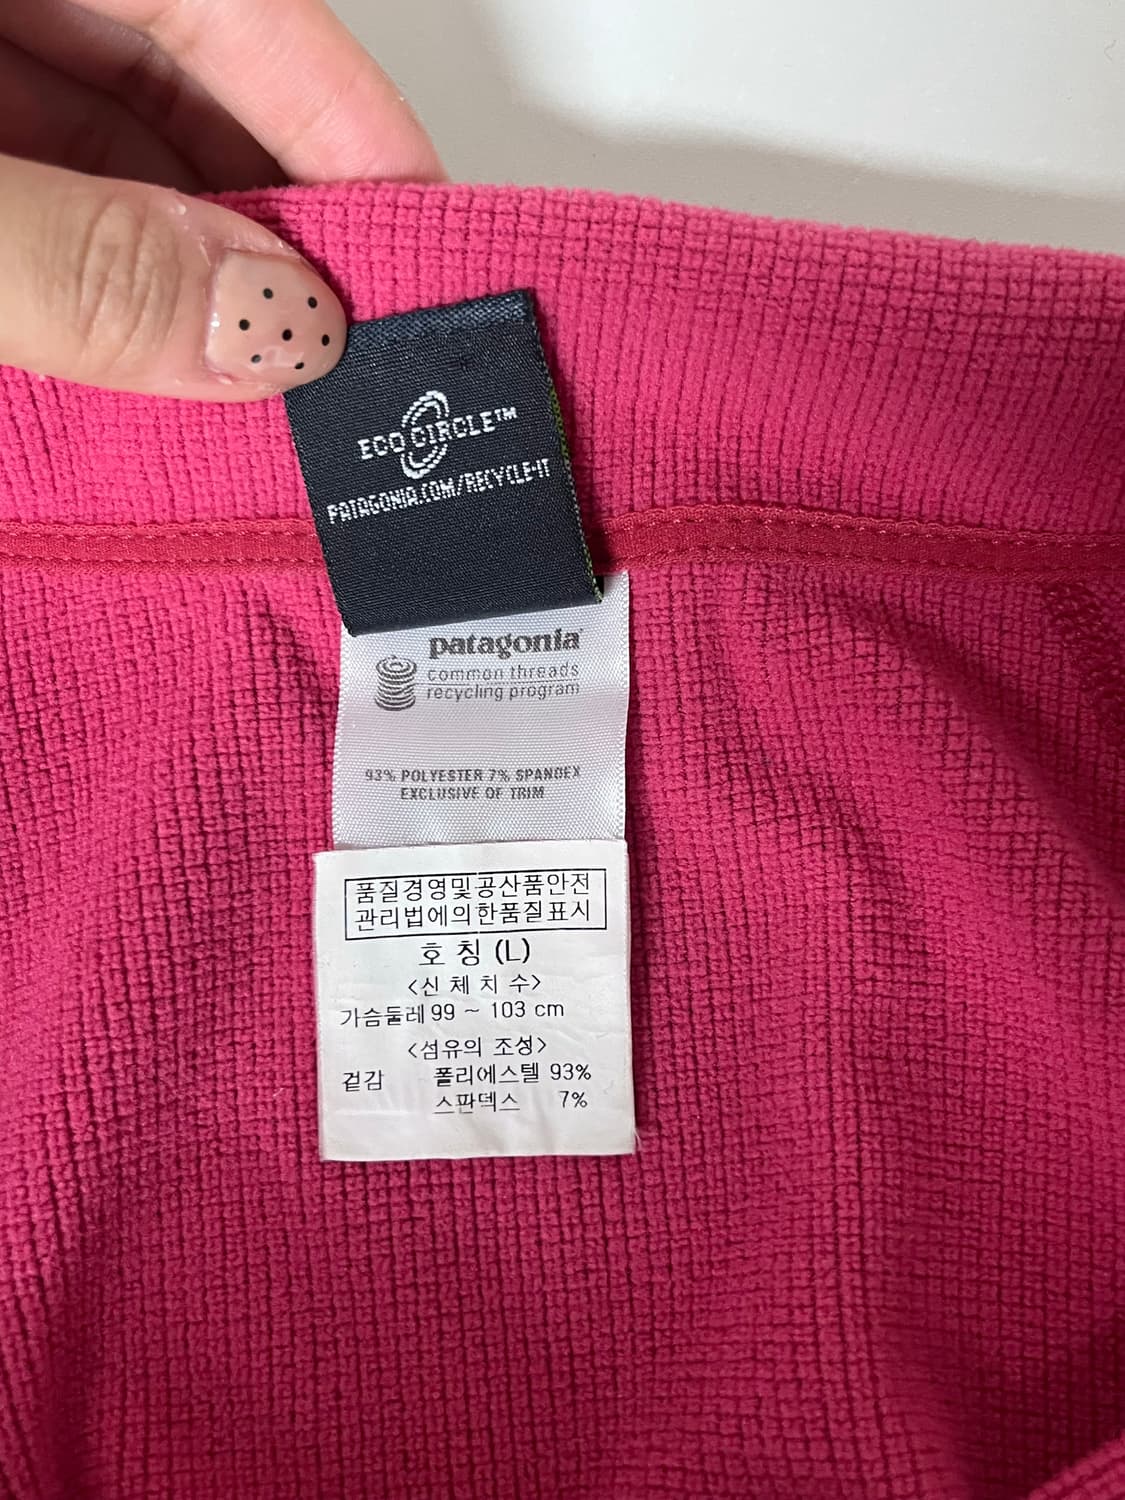 ECO CIRCLE™
PATAGONIA.COM/RECYCLE-IT
patagonia
common threads
recycling program
93% POLYESTER 7% SPANDEX
EXCLUSIVE OF TRIM
품질경영및공산품안전
관리법에의한품질표시
호 칭 (L)
<신 체 치 수>
가슴둘레 99 ~ 103 cm
<섬유의 조성>
겉감 폴리에스텔 93%
스판덱스 7%